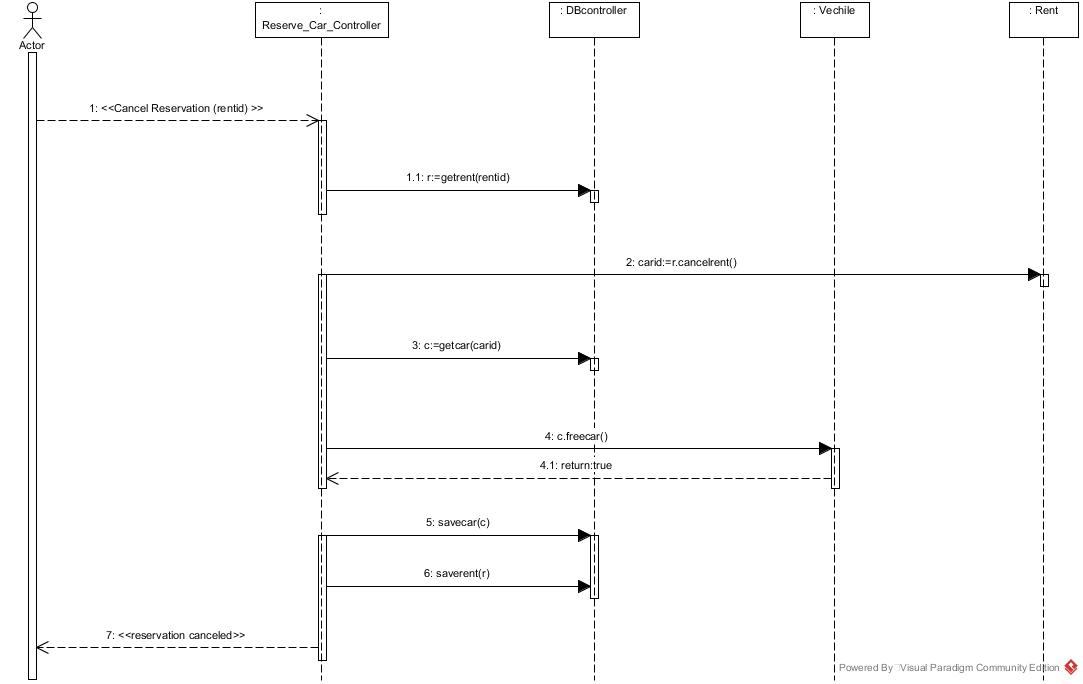 Actor
:
Reserve_Car_Controller
: DBcontroller
: Vechile
: Rent
1: <<Cancel Reservation (rentid) >>
1.1: r:=getrent(rentid)
2: carid:=r.cancelrent()
3: c:=getcar(carid)
4: c.freecar()
4.1: return:true
5: savecar(c)
6: saverent(r)
7: <<reservation canceled>>
Powered By Visual Paradigm Community Edition